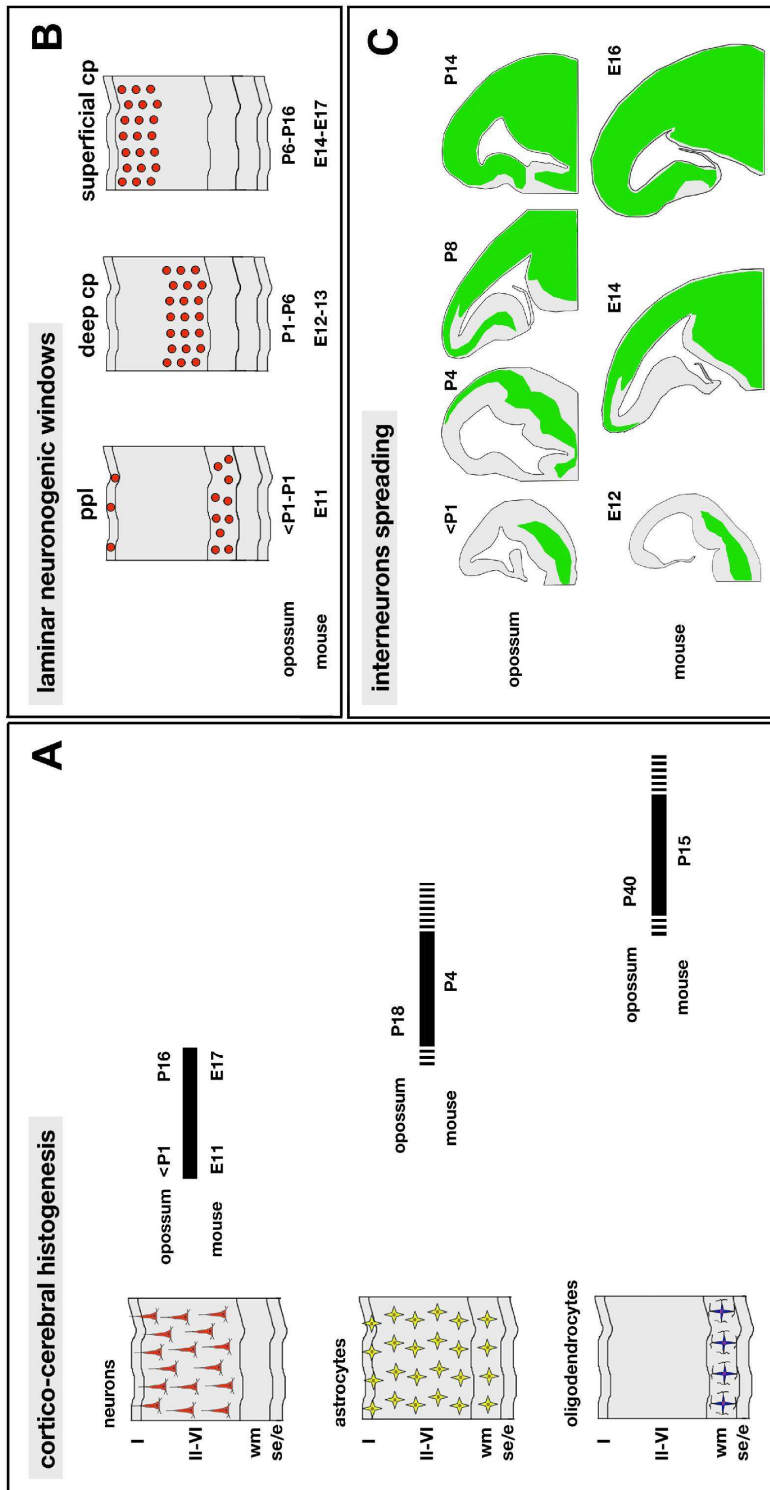 A
cortico-cerebral histogenesis
neurons
I
II-VI
wm
se/e
opossum <P1 P16
mouse E11 E17
astrocytes
I
II-VI
wm
se/e
opossum P18
mouse P4
oligodendrocytes
I
II-VI
wm
se/e
opossum P40
mouse P15
B
laminar neuronogenic windows
ppl deep cp superficial cp
opossum <P1-P1 P1-P6 P6-P16
mouse E11 E12-13 E14-E17
C
interneurons spreading
<P1 P4 P8 P14
opossum
E12 E14 E16
mouse